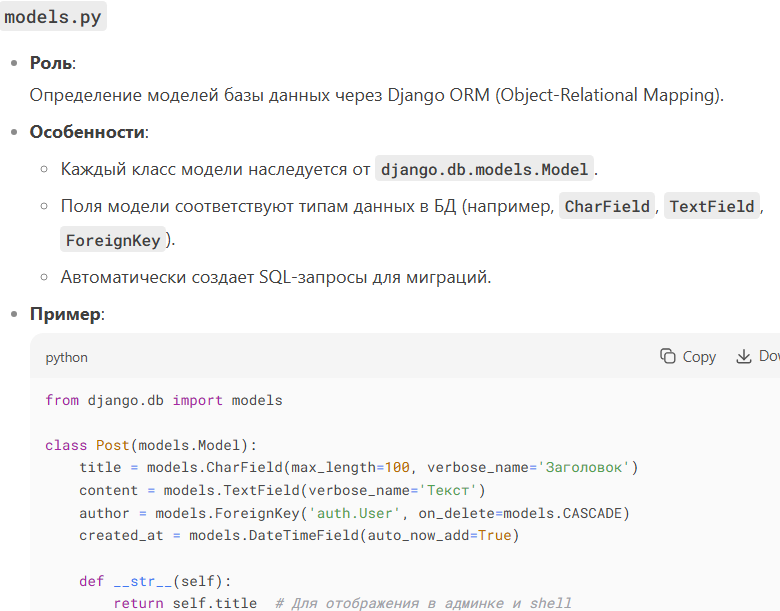 models.py
Роль:
Определение моделей базы данных через Django ORM (Object-Relational Mapping).
Особенности:
Каждый класс модели наследуется от django.db.models.Model.
Поля модели соответствуют типам данных в БД (например, CharField, TextField,
ForeignKey).
Автоматически создает SQL-запросы для миграций.
Пример:
python Copy Dow
from django.db import models
class Post(models.Model):
    title = models.CharField(max_length=100, verbose_name='Заголовок')
    content = models.TextField(verbose_name='Текст')
    author = models.ForeignKey('auth.User', on_delete=models.CASCADE)
    created_at = models.DateTimeField(auto_now_add=True)
    def __str__(self):
        return self.title  # Для отображения в админке и shell